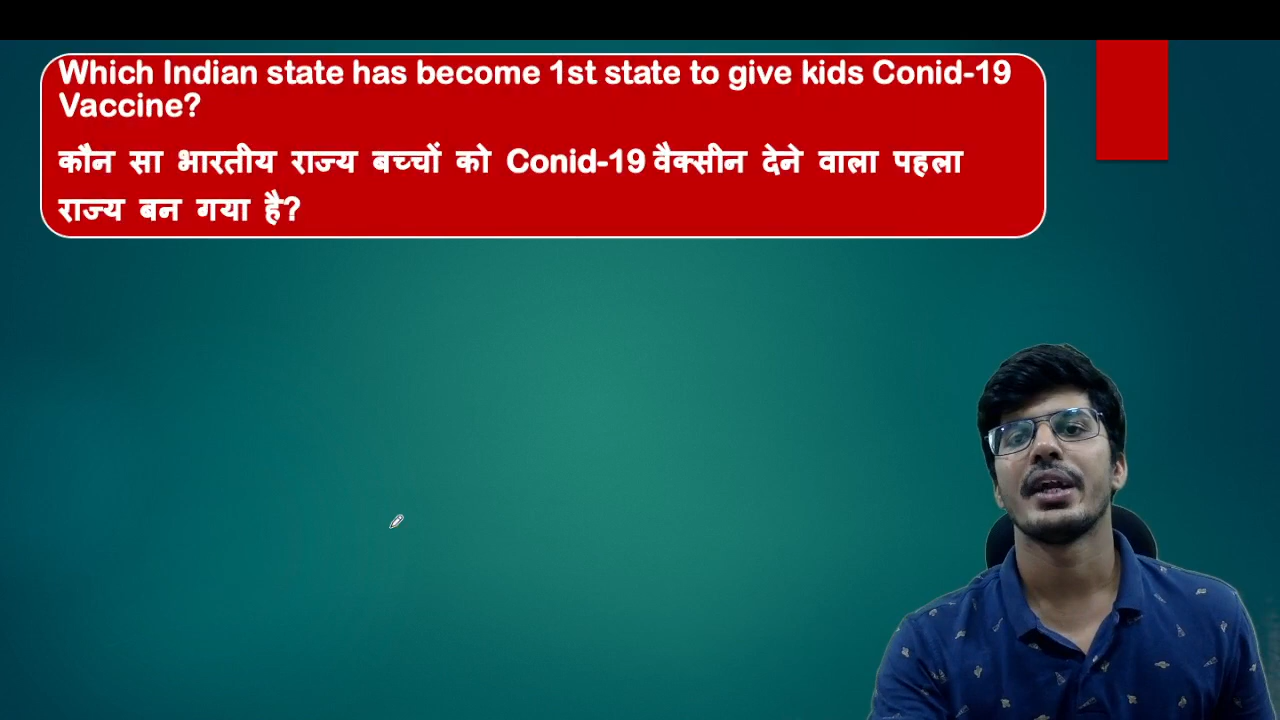 Which Indian state has become 1st state to give kids Conid-19
Vaccine?
कौन सा भारतीय राज्य बच्चों को Conid-19 वैक्सीन देने वाला पहला
राज्य बन गया है?